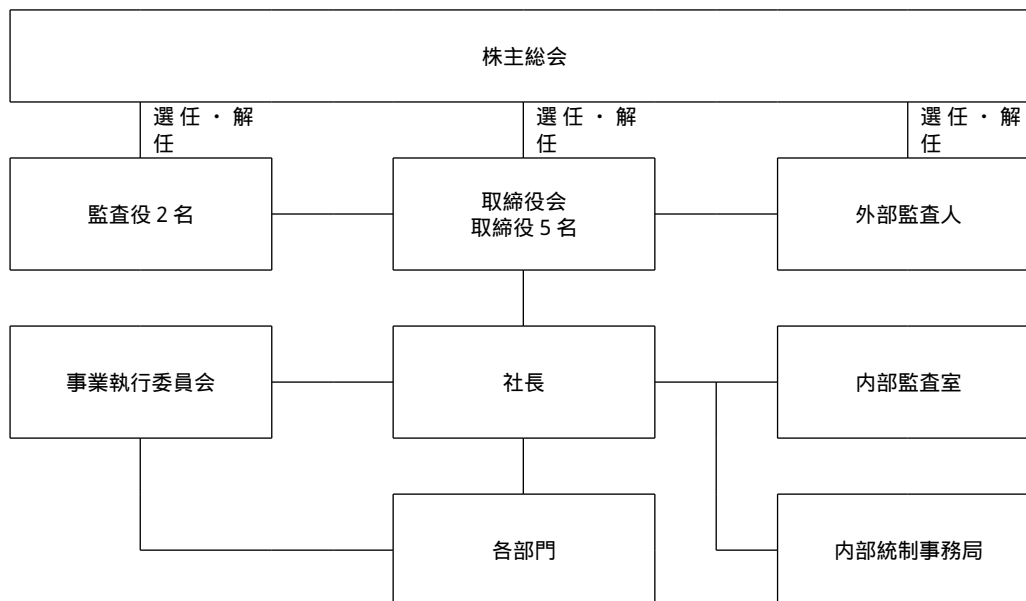 株主総会
選任・解
任
選任・解
任
選任・解
任
監査役2名
取締役会
取締役5名
外部監査人
事業執行委員会
社長
内部監査室
各部門
内部統制事務局